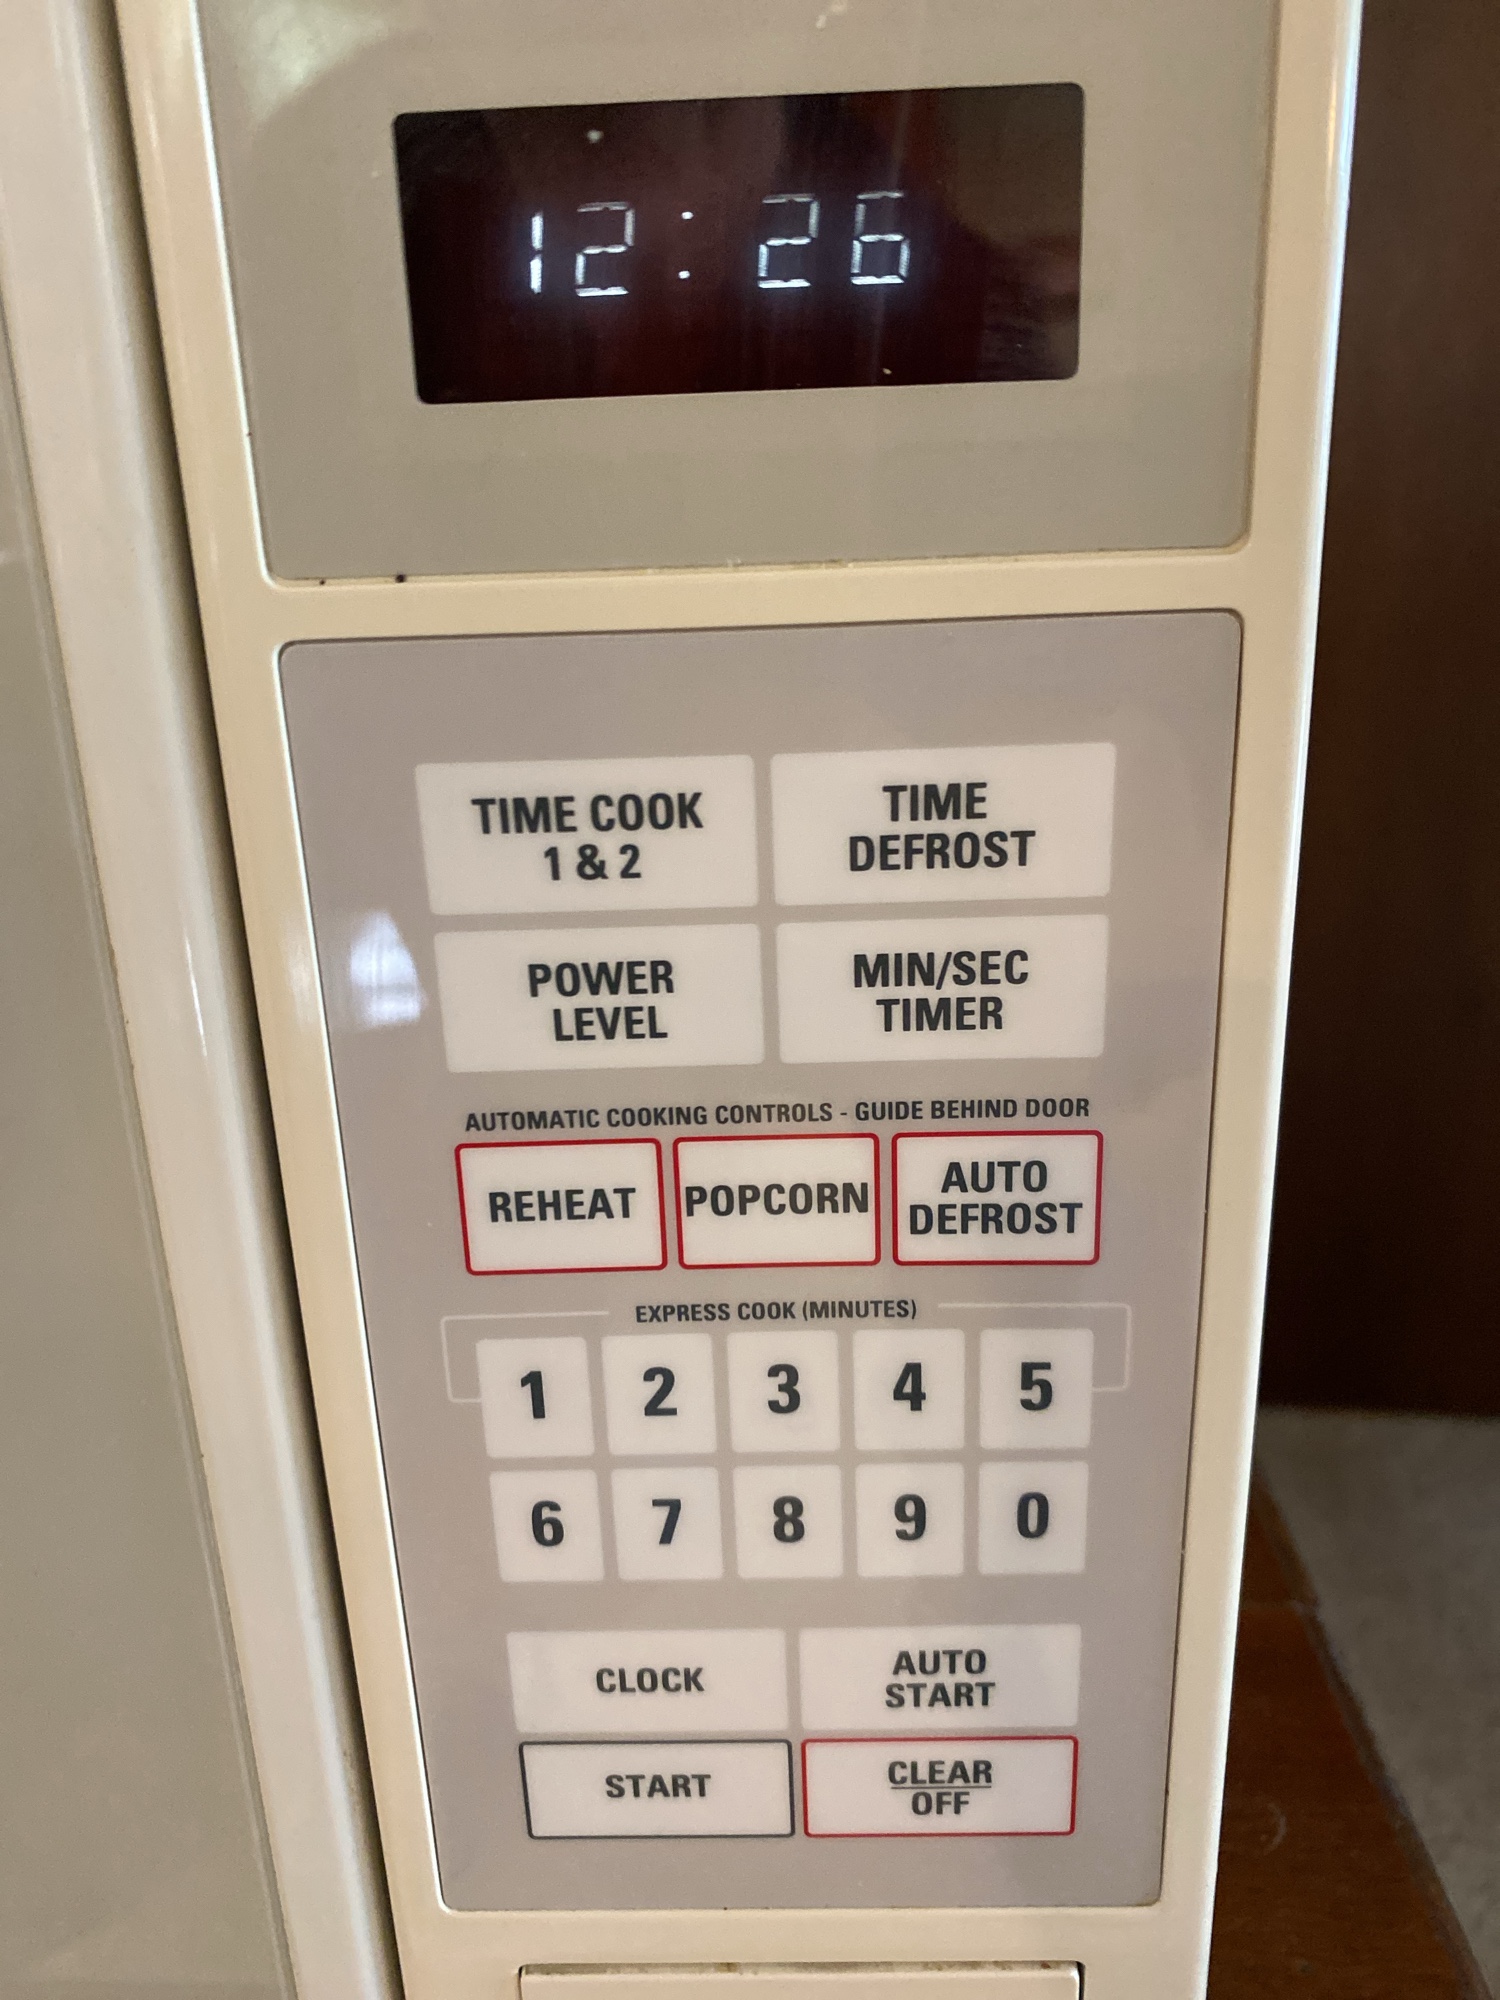 12:26
TIME COOK
1 & 2
TIME
DEFROST
POWER
LEVEL
MIN/SEC
TIMER
AUTOMATIC COOKING CONTROLS - GUIDE BEHIND DOOR
REHEAT
POPCORN
AUTO
DEFROST
EXPRESS COOK (MINUTES)
1 2 3 4 5
6 7 8 9 0
CLOCK
AUTO
START
START
CLEAR
OFF